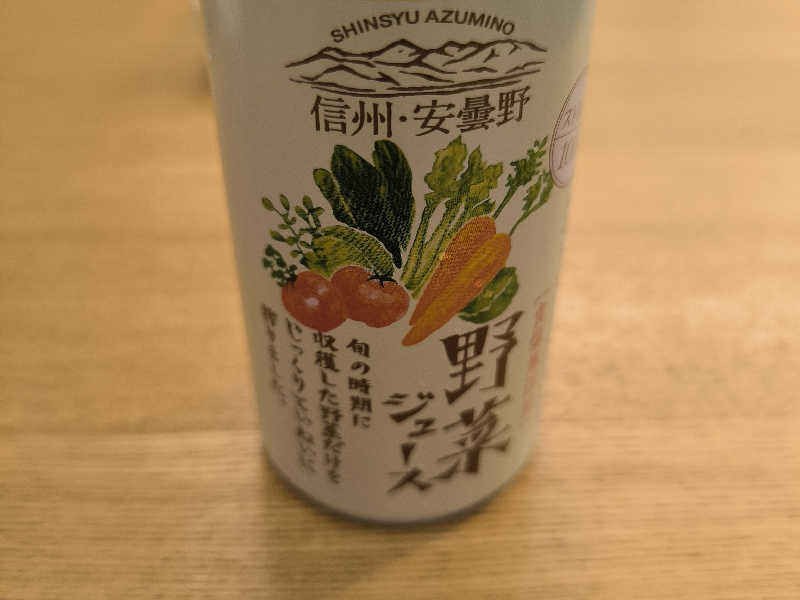 SHINSYU AZUMINO
信州・安曇野
野菜
ジュース
旬の時期に
収穫した野菜だけを
じっくりていねいに
搾りました。